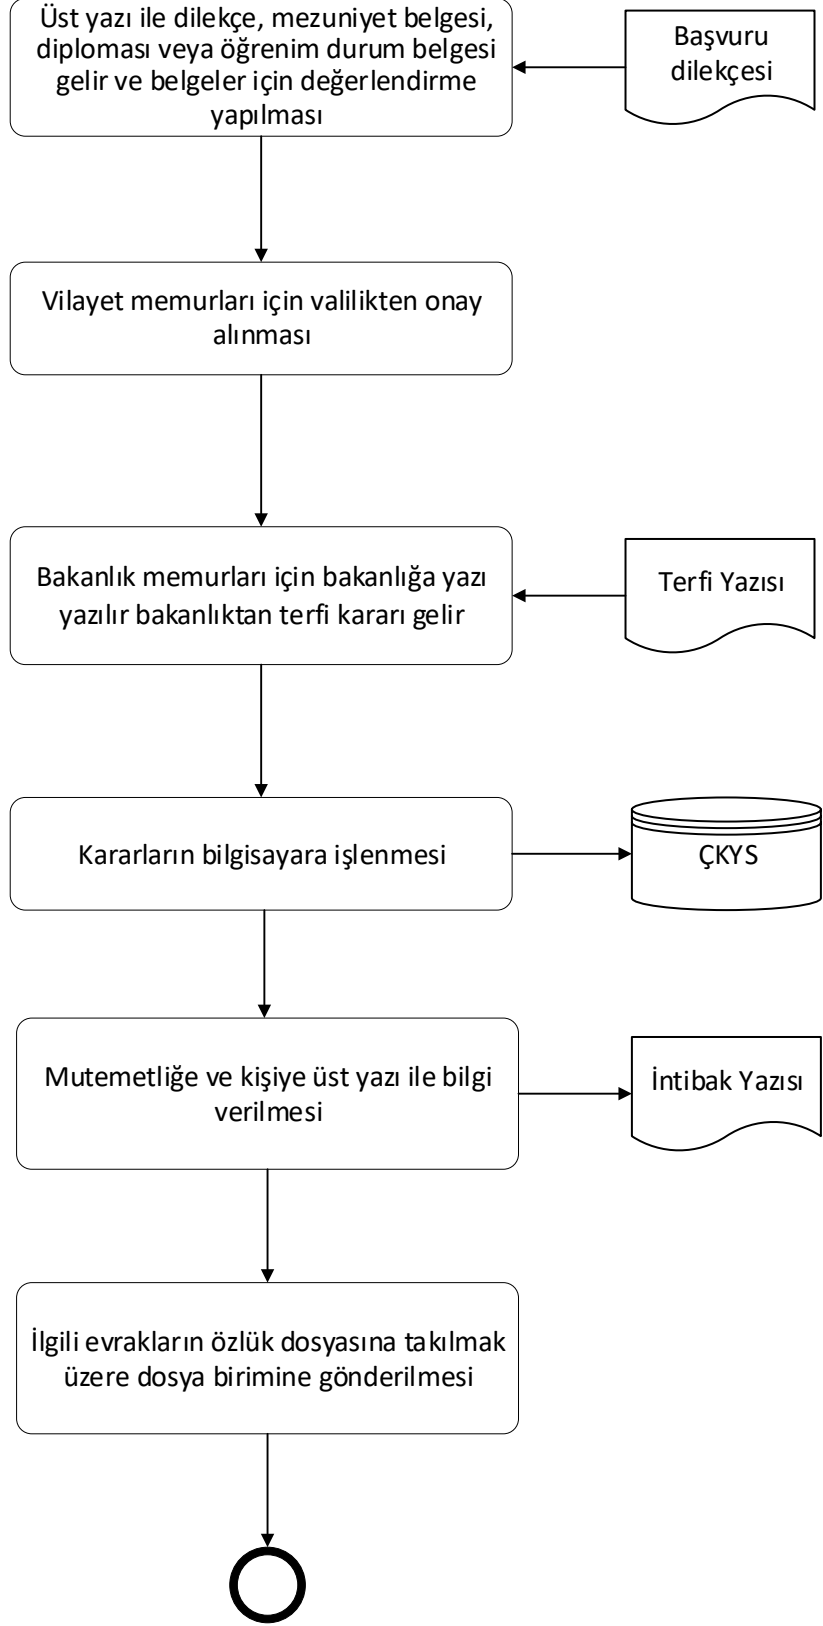 Üst yazı ile dilekçe, mezuniyet belgesi,
diploması veya öğrenim durum belgesi
gelir ve belgeler için değerlendirme
yapılması
Başvuru
dilekçesi
Vilayet memurları için valilikten onay
alınması
Bakanlık memurları için bakanlığa yazı
yazılır bakanlıktan terfi kararı gelir
Terfi Yazısı
Kararların bilgisayara işlenmesi
ÇKYS
Mutemetliğe ve kişiye üst yazı ile bilgi
verilmesi
İntibak Yazısı
İlgili evrakların özlük dosyasına takılmak
üzere dosya birimine gönderilmesi